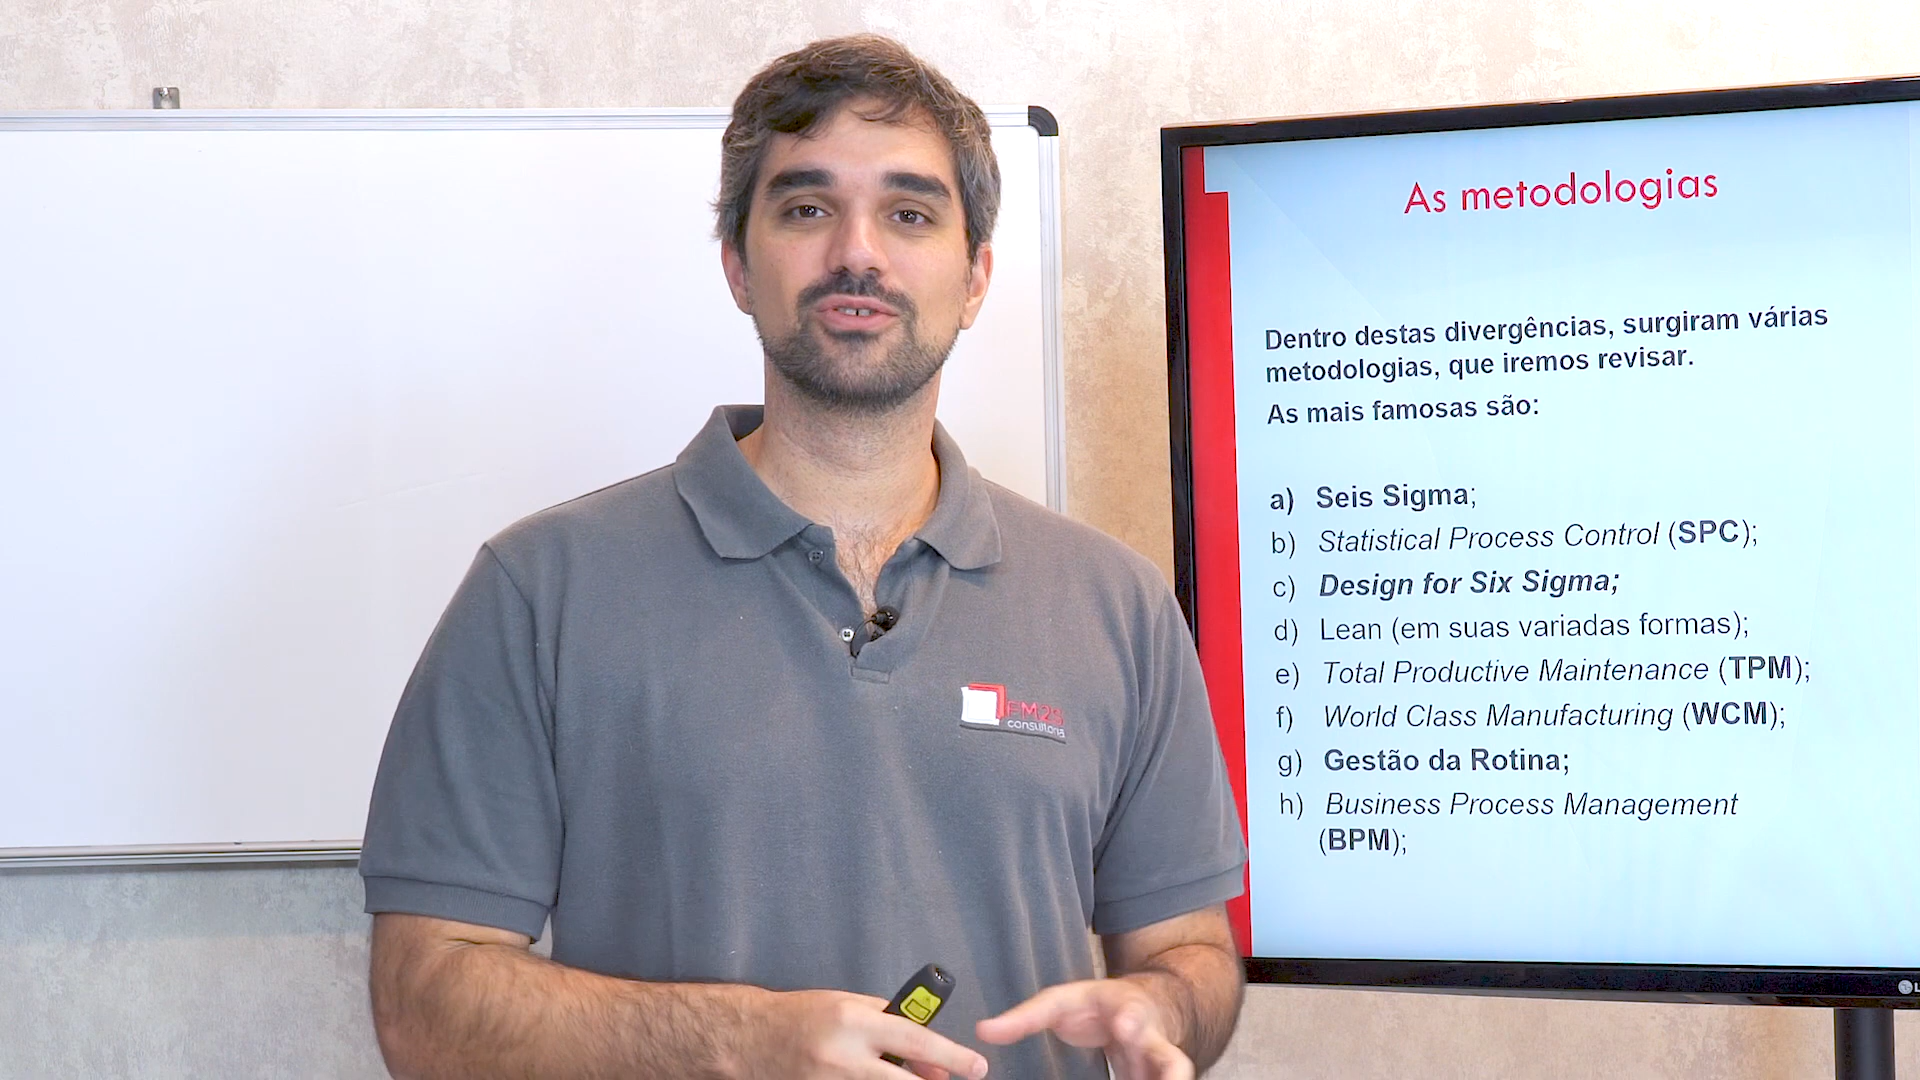 As metodologias
Dentro destas divergências, surgiram várias
metodologias, que iremos revisar.
As mais famosas são:
a) Seis Sigma;
b) Statistical Process Control (SPC);
c) Design for Six Sigma;
d) Lean (em suas variadas formas);
e) Total Productive Maintenance (TPM);
f) World Class Manufacturing (WCM);
g) Gestão da Rotina;
h) Business Process Management
(BPM);
FM2S
consultoria